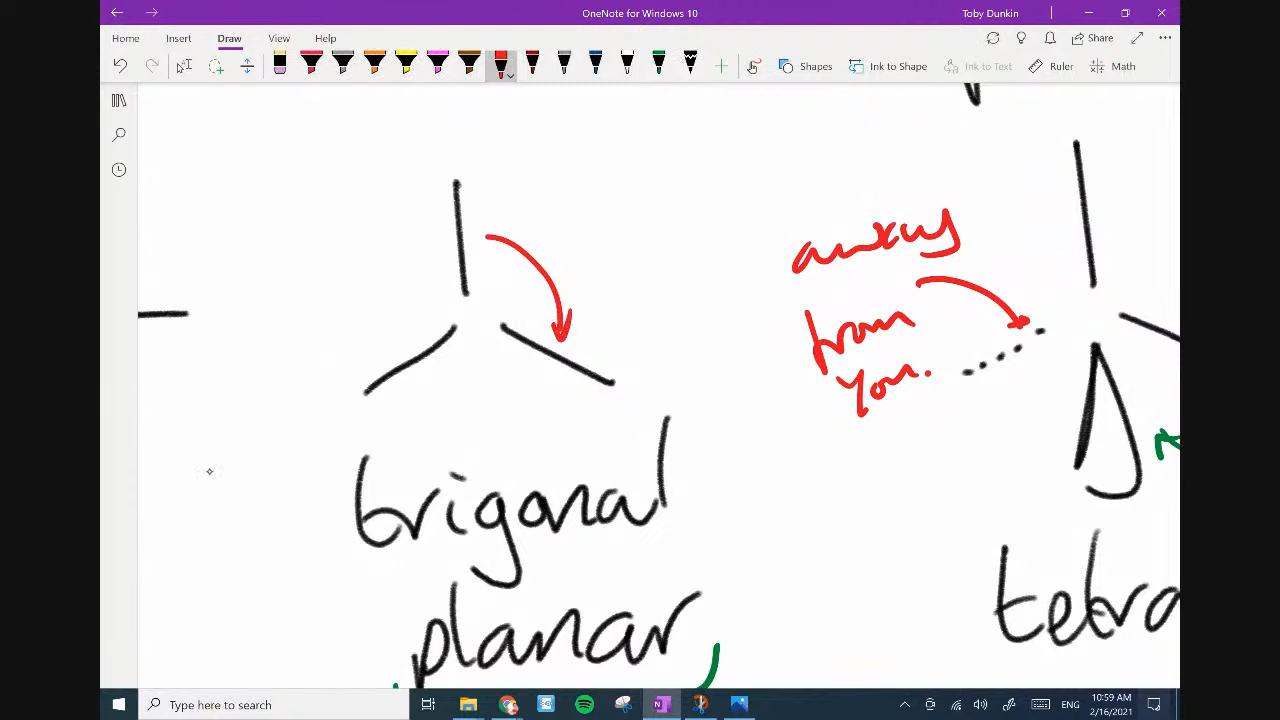 OneNote for Windows 10
Toby Dunkin
Home Insert Draw View Help
Share
Shapes Ink to Shape Ink to Text Ruler Math
away
from
you.
trigonal
planar
tetra
Type here to search
ENG
10:59 AM
2/16/2021